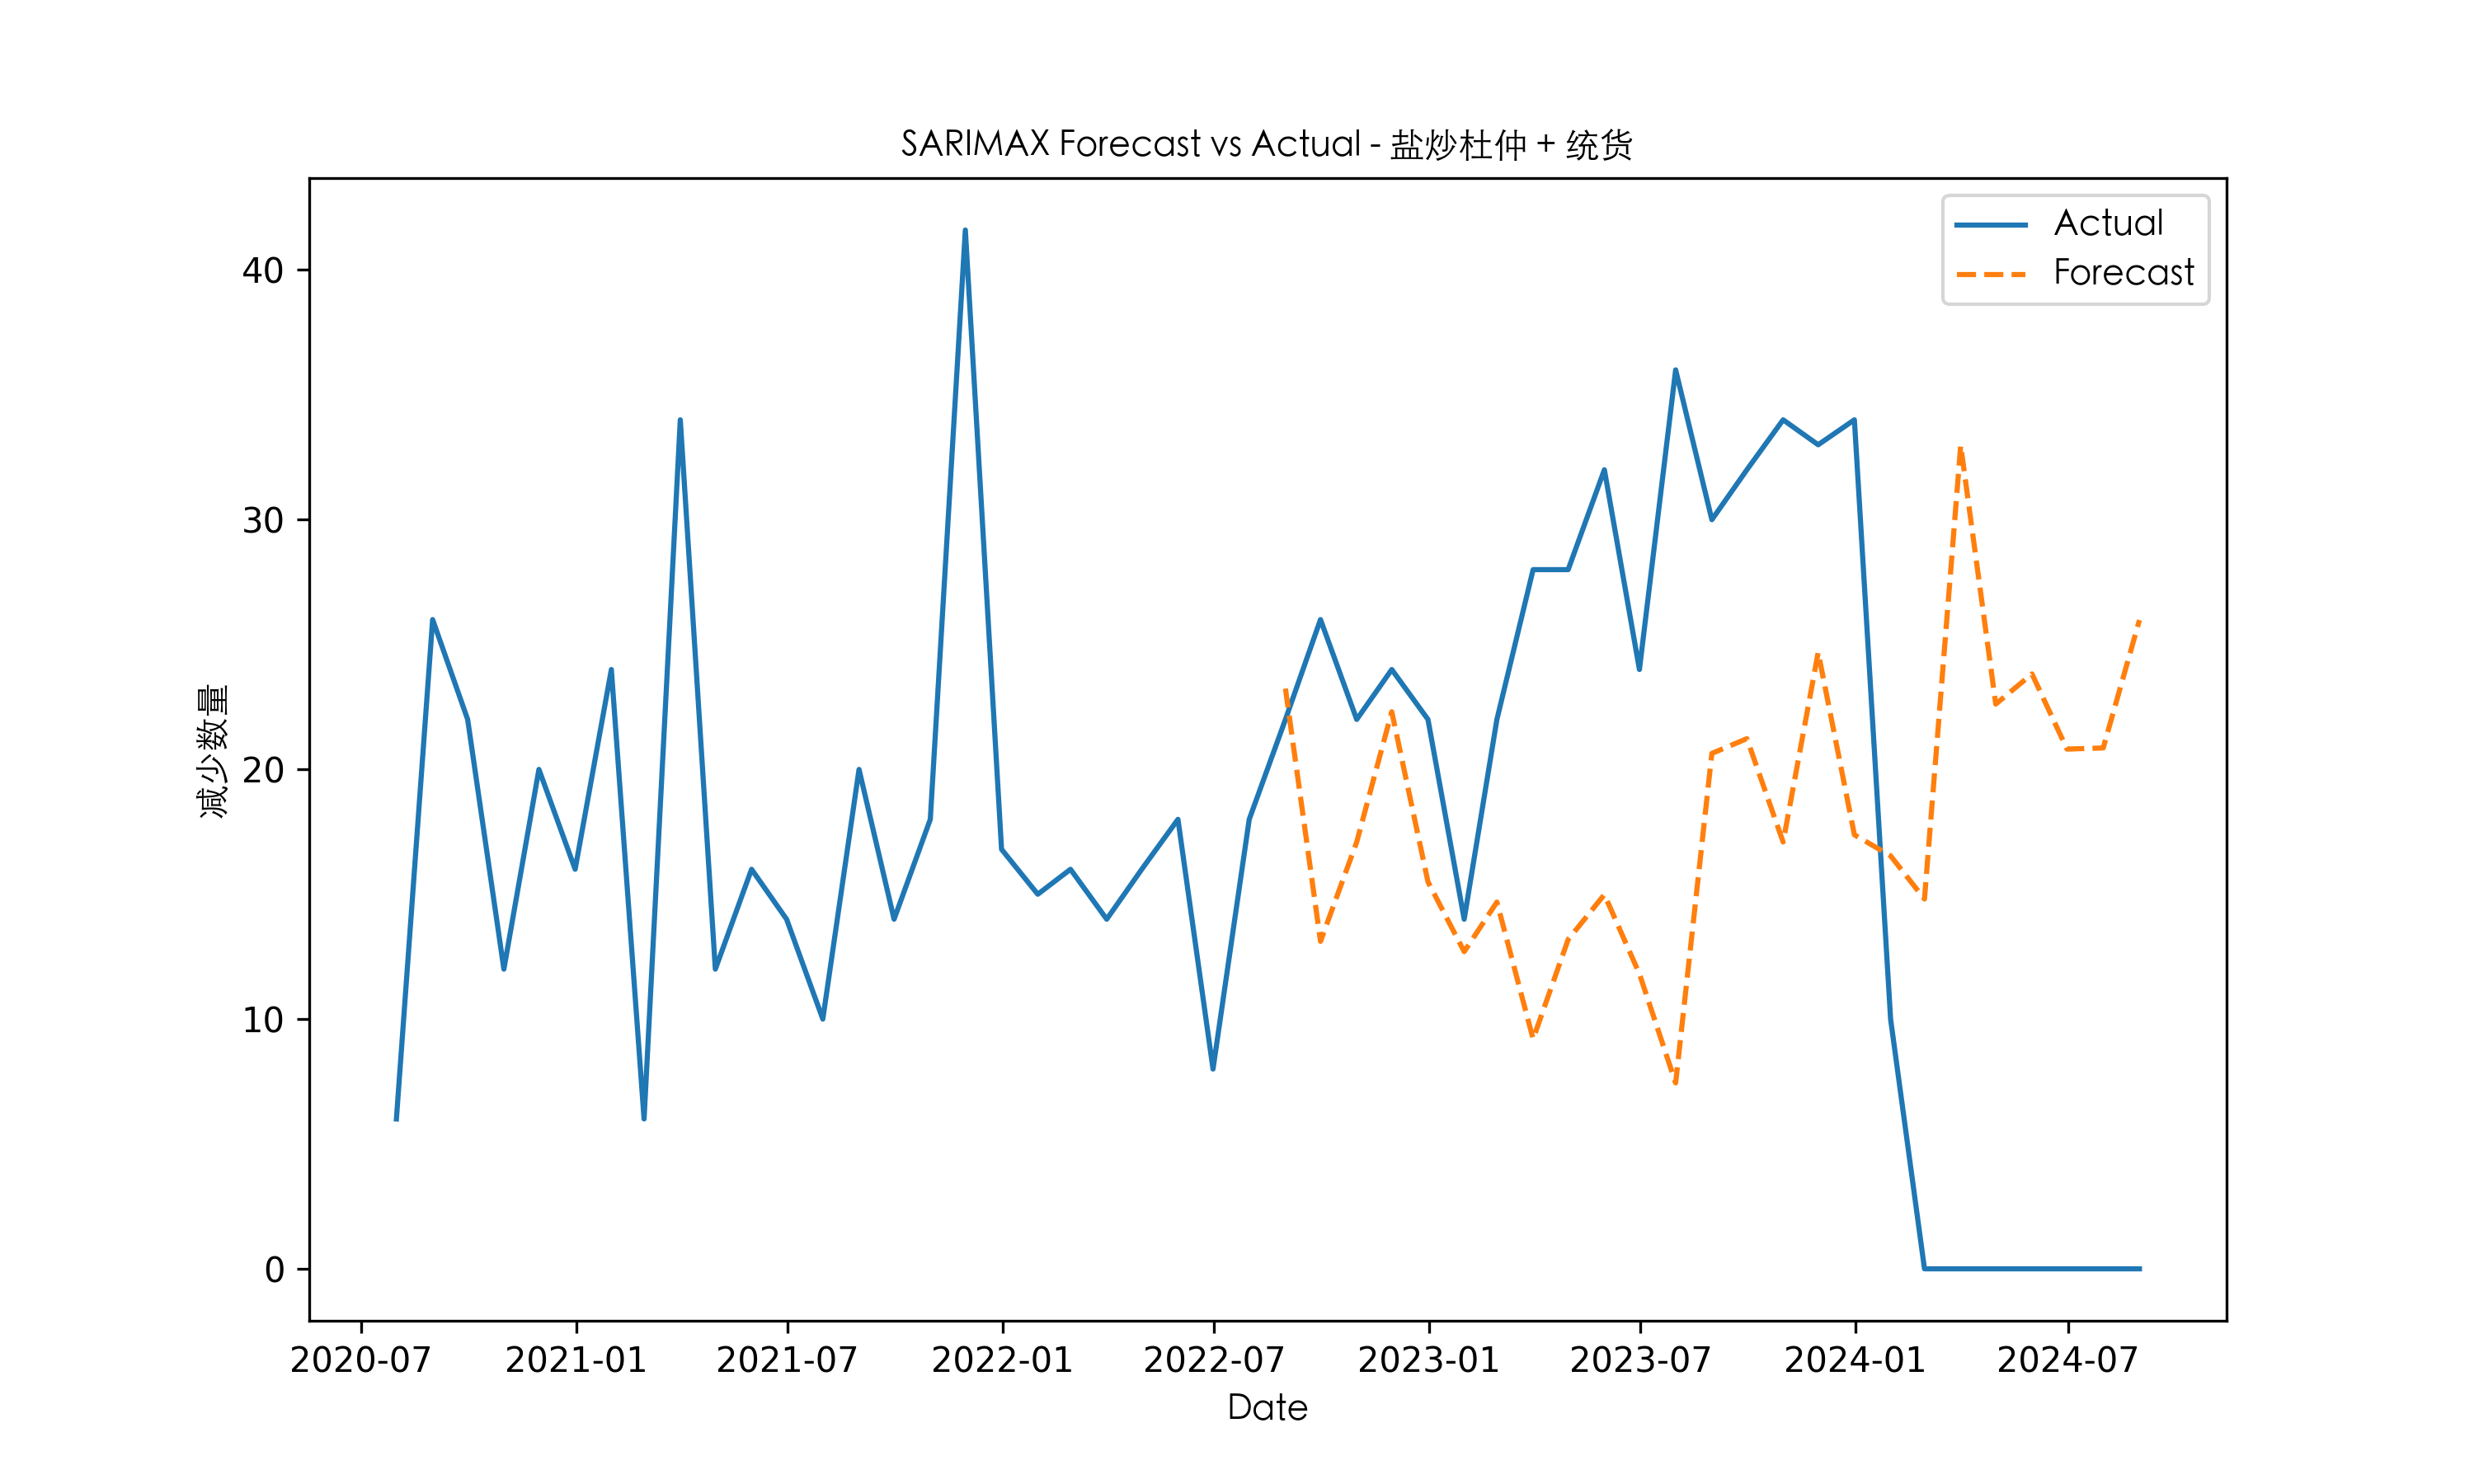 SARIMAX Forecast vs Actual - 盐炒杜仲 + 统货
Actual
Forecast
减少数量
40
30
20
10
0
2020-07 2021-01 2021-07 2022-01 2022-07 2023-01 2023-07 2024-01 2024-07
Date